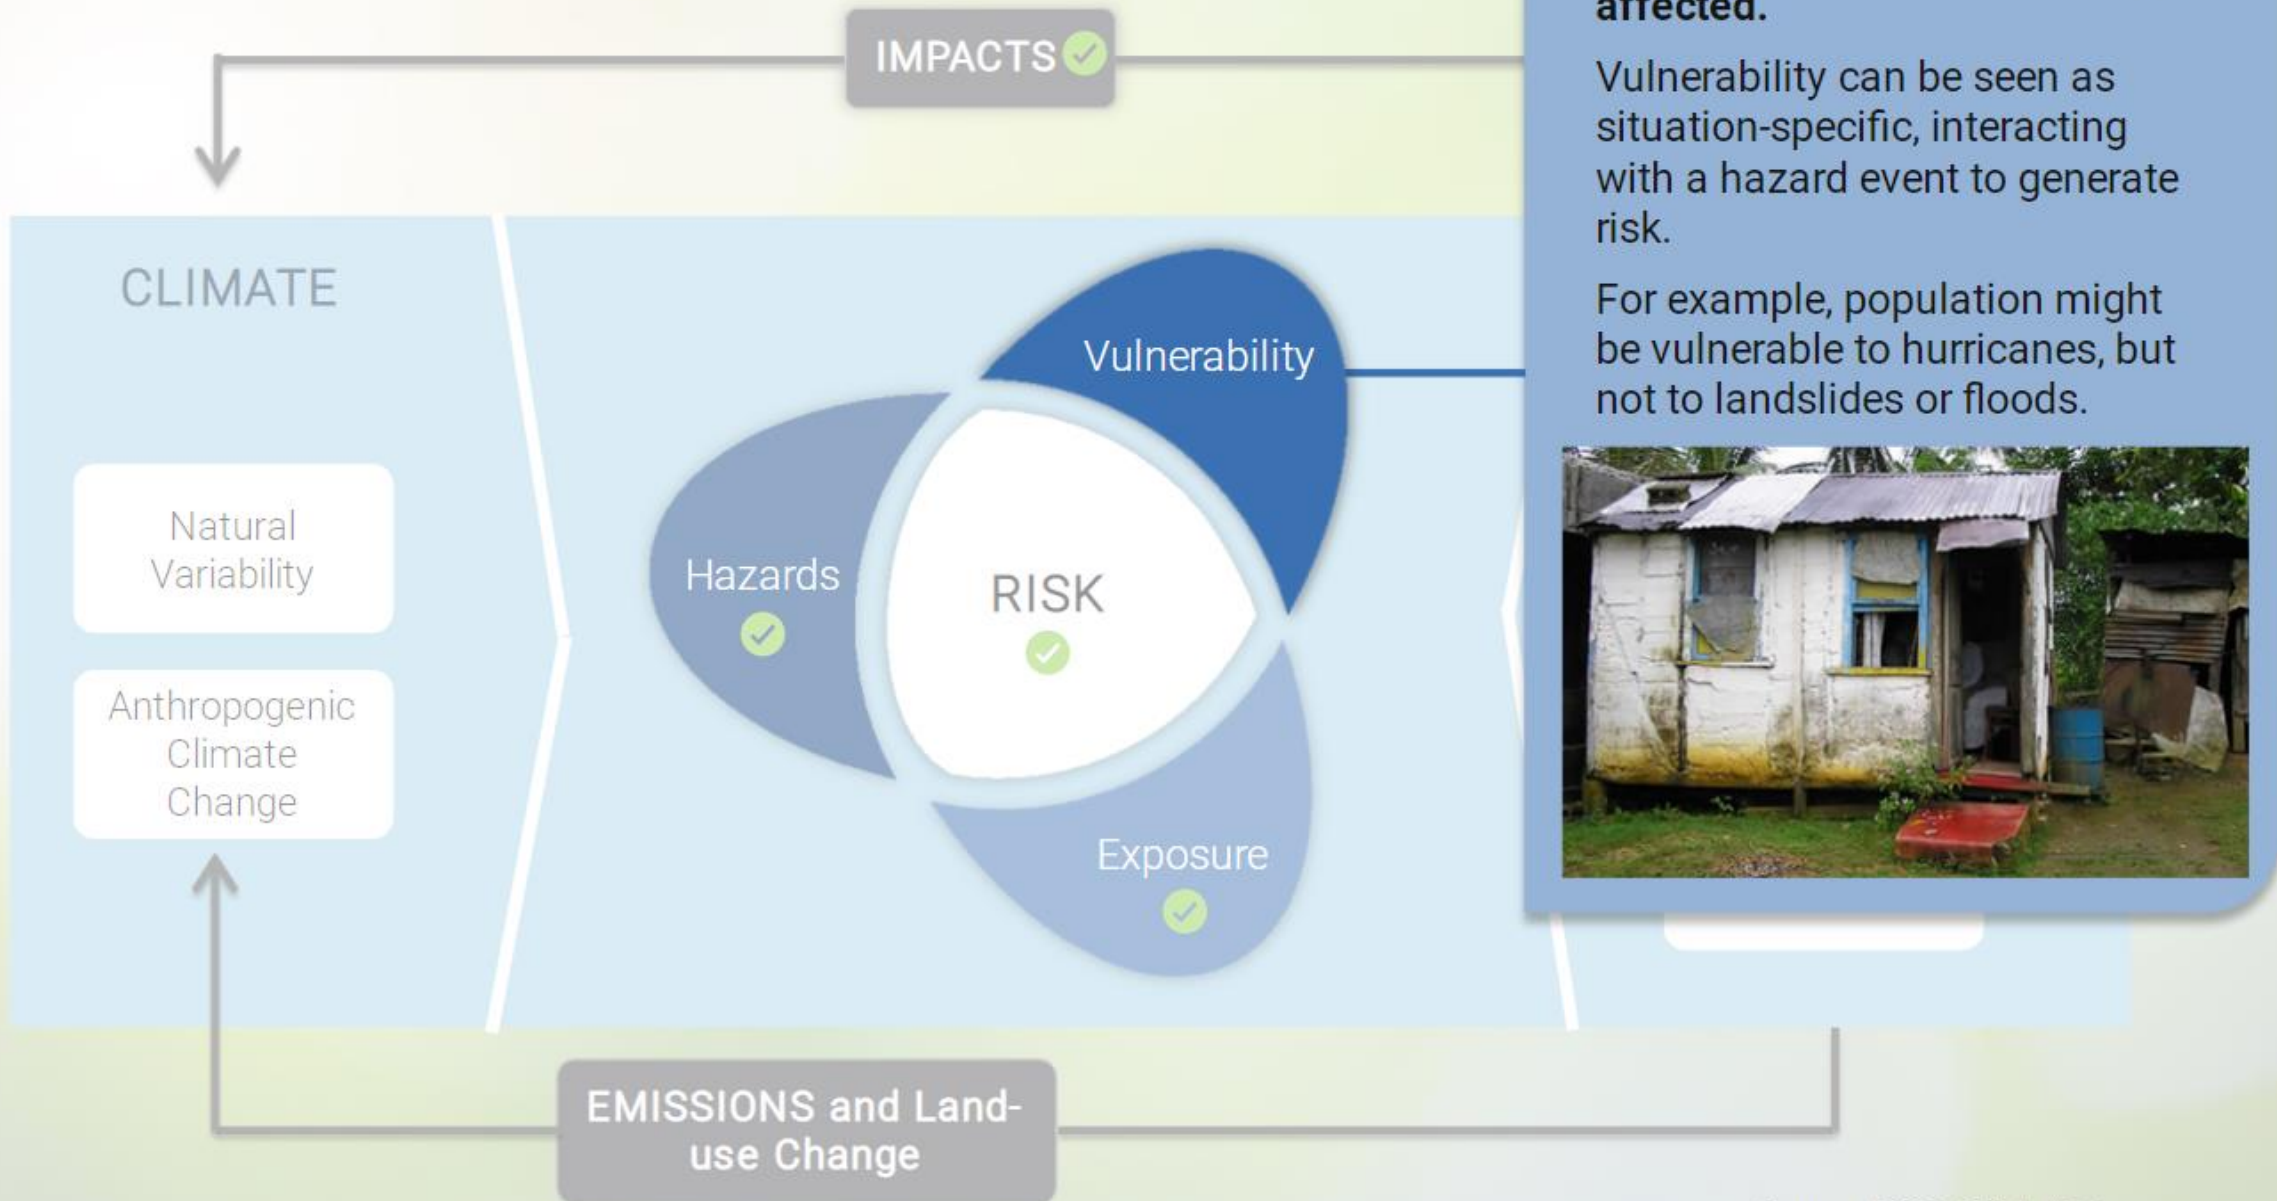 IMPACTS
affected.
Vulnerability can be seen as
situation-specific, interacting
with a hazard event to generate
risk.
For example, population might
be vulnerable to hurricanes, but
not to landslides or floods.
CLIMATE
Natural
Variability
Anthropogenic
Climate
Change
Vulnerability
Hazards
RISK
Exposure
EMISSIONS and Land-
use Change